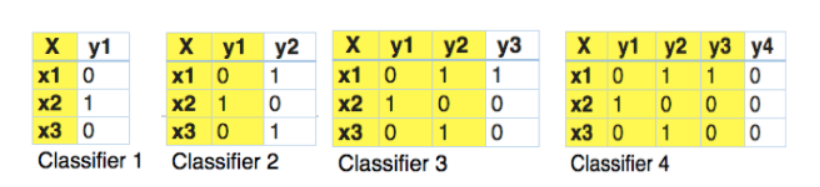 X y1
x1 0
x2 1
x3 0
Classifier 1
X y1 y2
x1 0 1
x2 1 0
x3 0 1
Classifier 2
X y1 y2 y3
x1 0 1 1
x2 1 0 0
x3 0 1 0
Classifier 3
X y1 y2 y3 y4
x1 0 1 1 0
x2 1 0 0 0
x3 0 1 0 0
Classifier 4